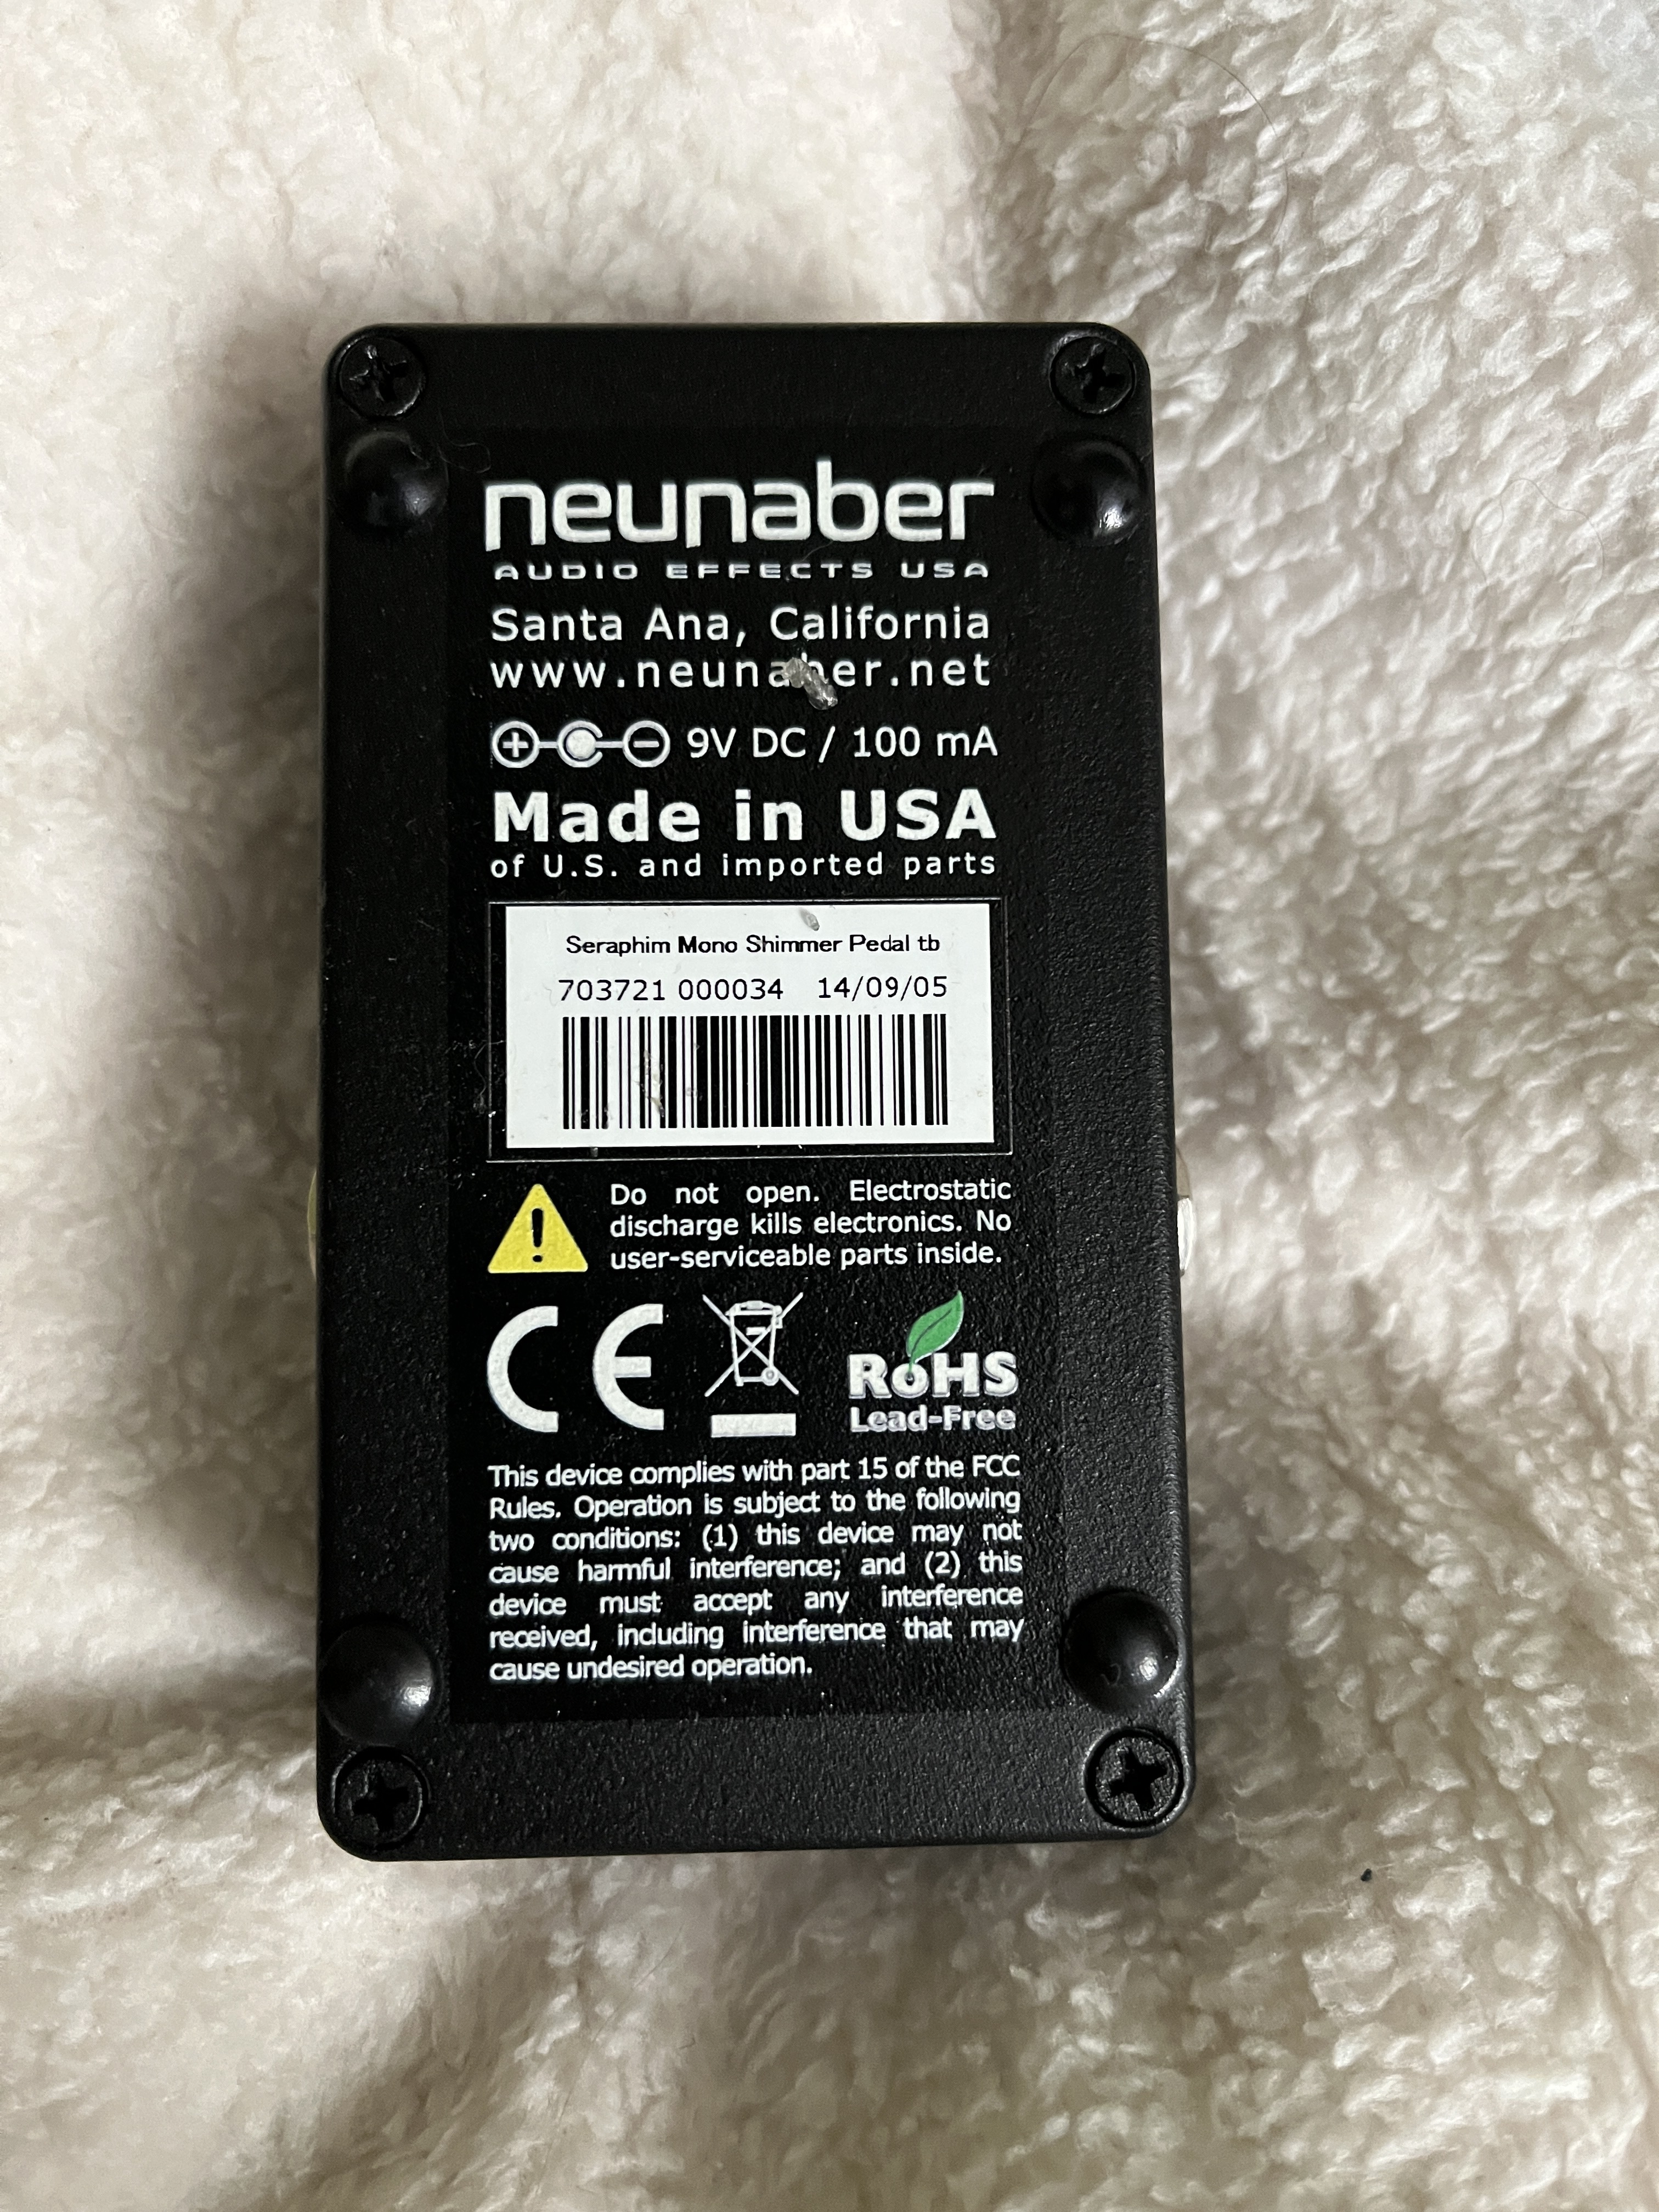 neunaber
AUDIO EFFECTS USA
Santa Ana, California
www.neunaber.net
9V DC / 100 mA
Made in USA
of U.S. and imported parts
Seraphim Mono Shimmer Pedal tb
703721 000034 14/09/05
Do not open. Electrostatic
discharge kills electronics. No
user-serviceable parts inside.
CE
RoHS
Lead-Free
This device complies with part 15 of the FCC
Rules. Operation is subject to the following
two conditions: (1) this device may not
cause harmful interference; and (2) this
device must accept any interference
received, including interference that may
cause undesired operation.